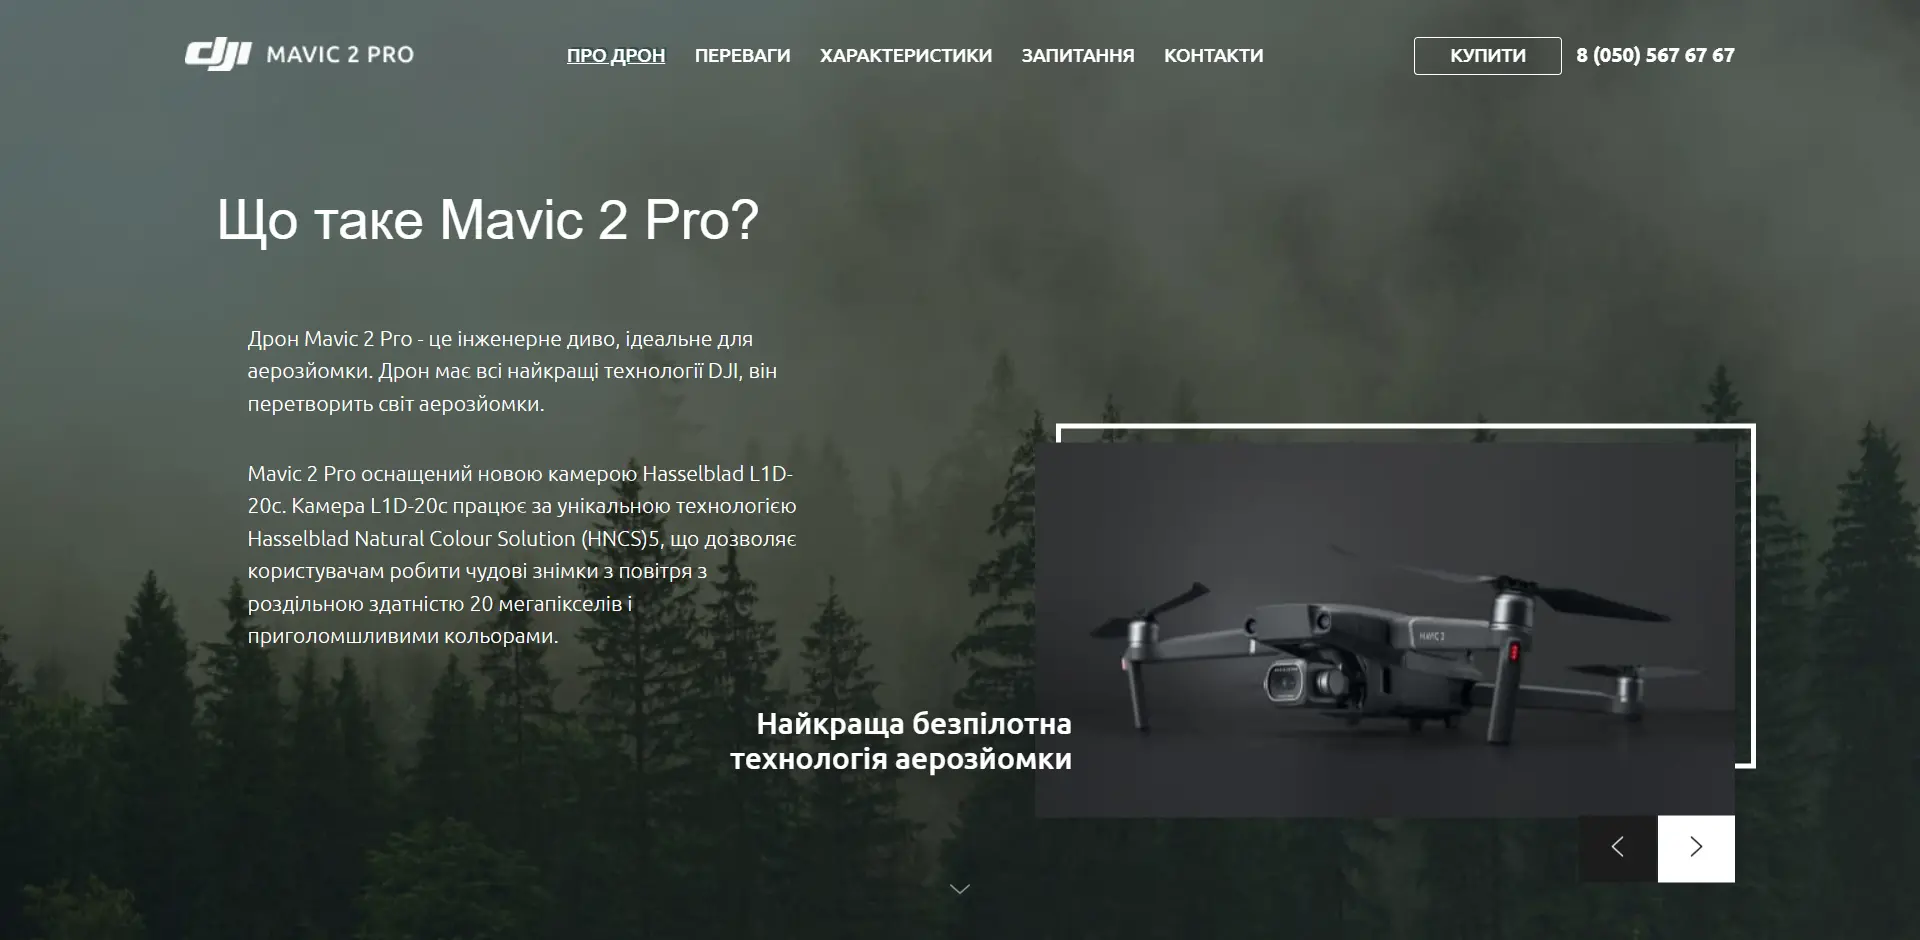 dji MAVIC 2 PRO
ПРО ДРОН ПЕРЕВАГИ ХАРАКТЕРИСТИКИ ЗАПИТАННЯ КОНТАКТИ
КУПИТИ 8 (050) 567 67 67
Що таке Mavic 2 Pro?
Дрон Mavic 2 Pro - це інженерне диво, ідеальне для
аерозйомки. Дрон має всі найкращі технології DJI, він
перетворить світ аерозйомки.
Mavic 2 Pro оснащений новою камерою Hasselblad L1D-
20c. Камера L1D-20c працює за унікальною технологією
Hasselblad Natural Colour Solution (HNCS)5, що дозволяє
користувачам робити чудові знімки з повітря з
роздільною здатністю 20 мегапікселів і
приголомшливими кольорами.
Найкраща безпілотна
технологія аерозйомки
MAVIC 2